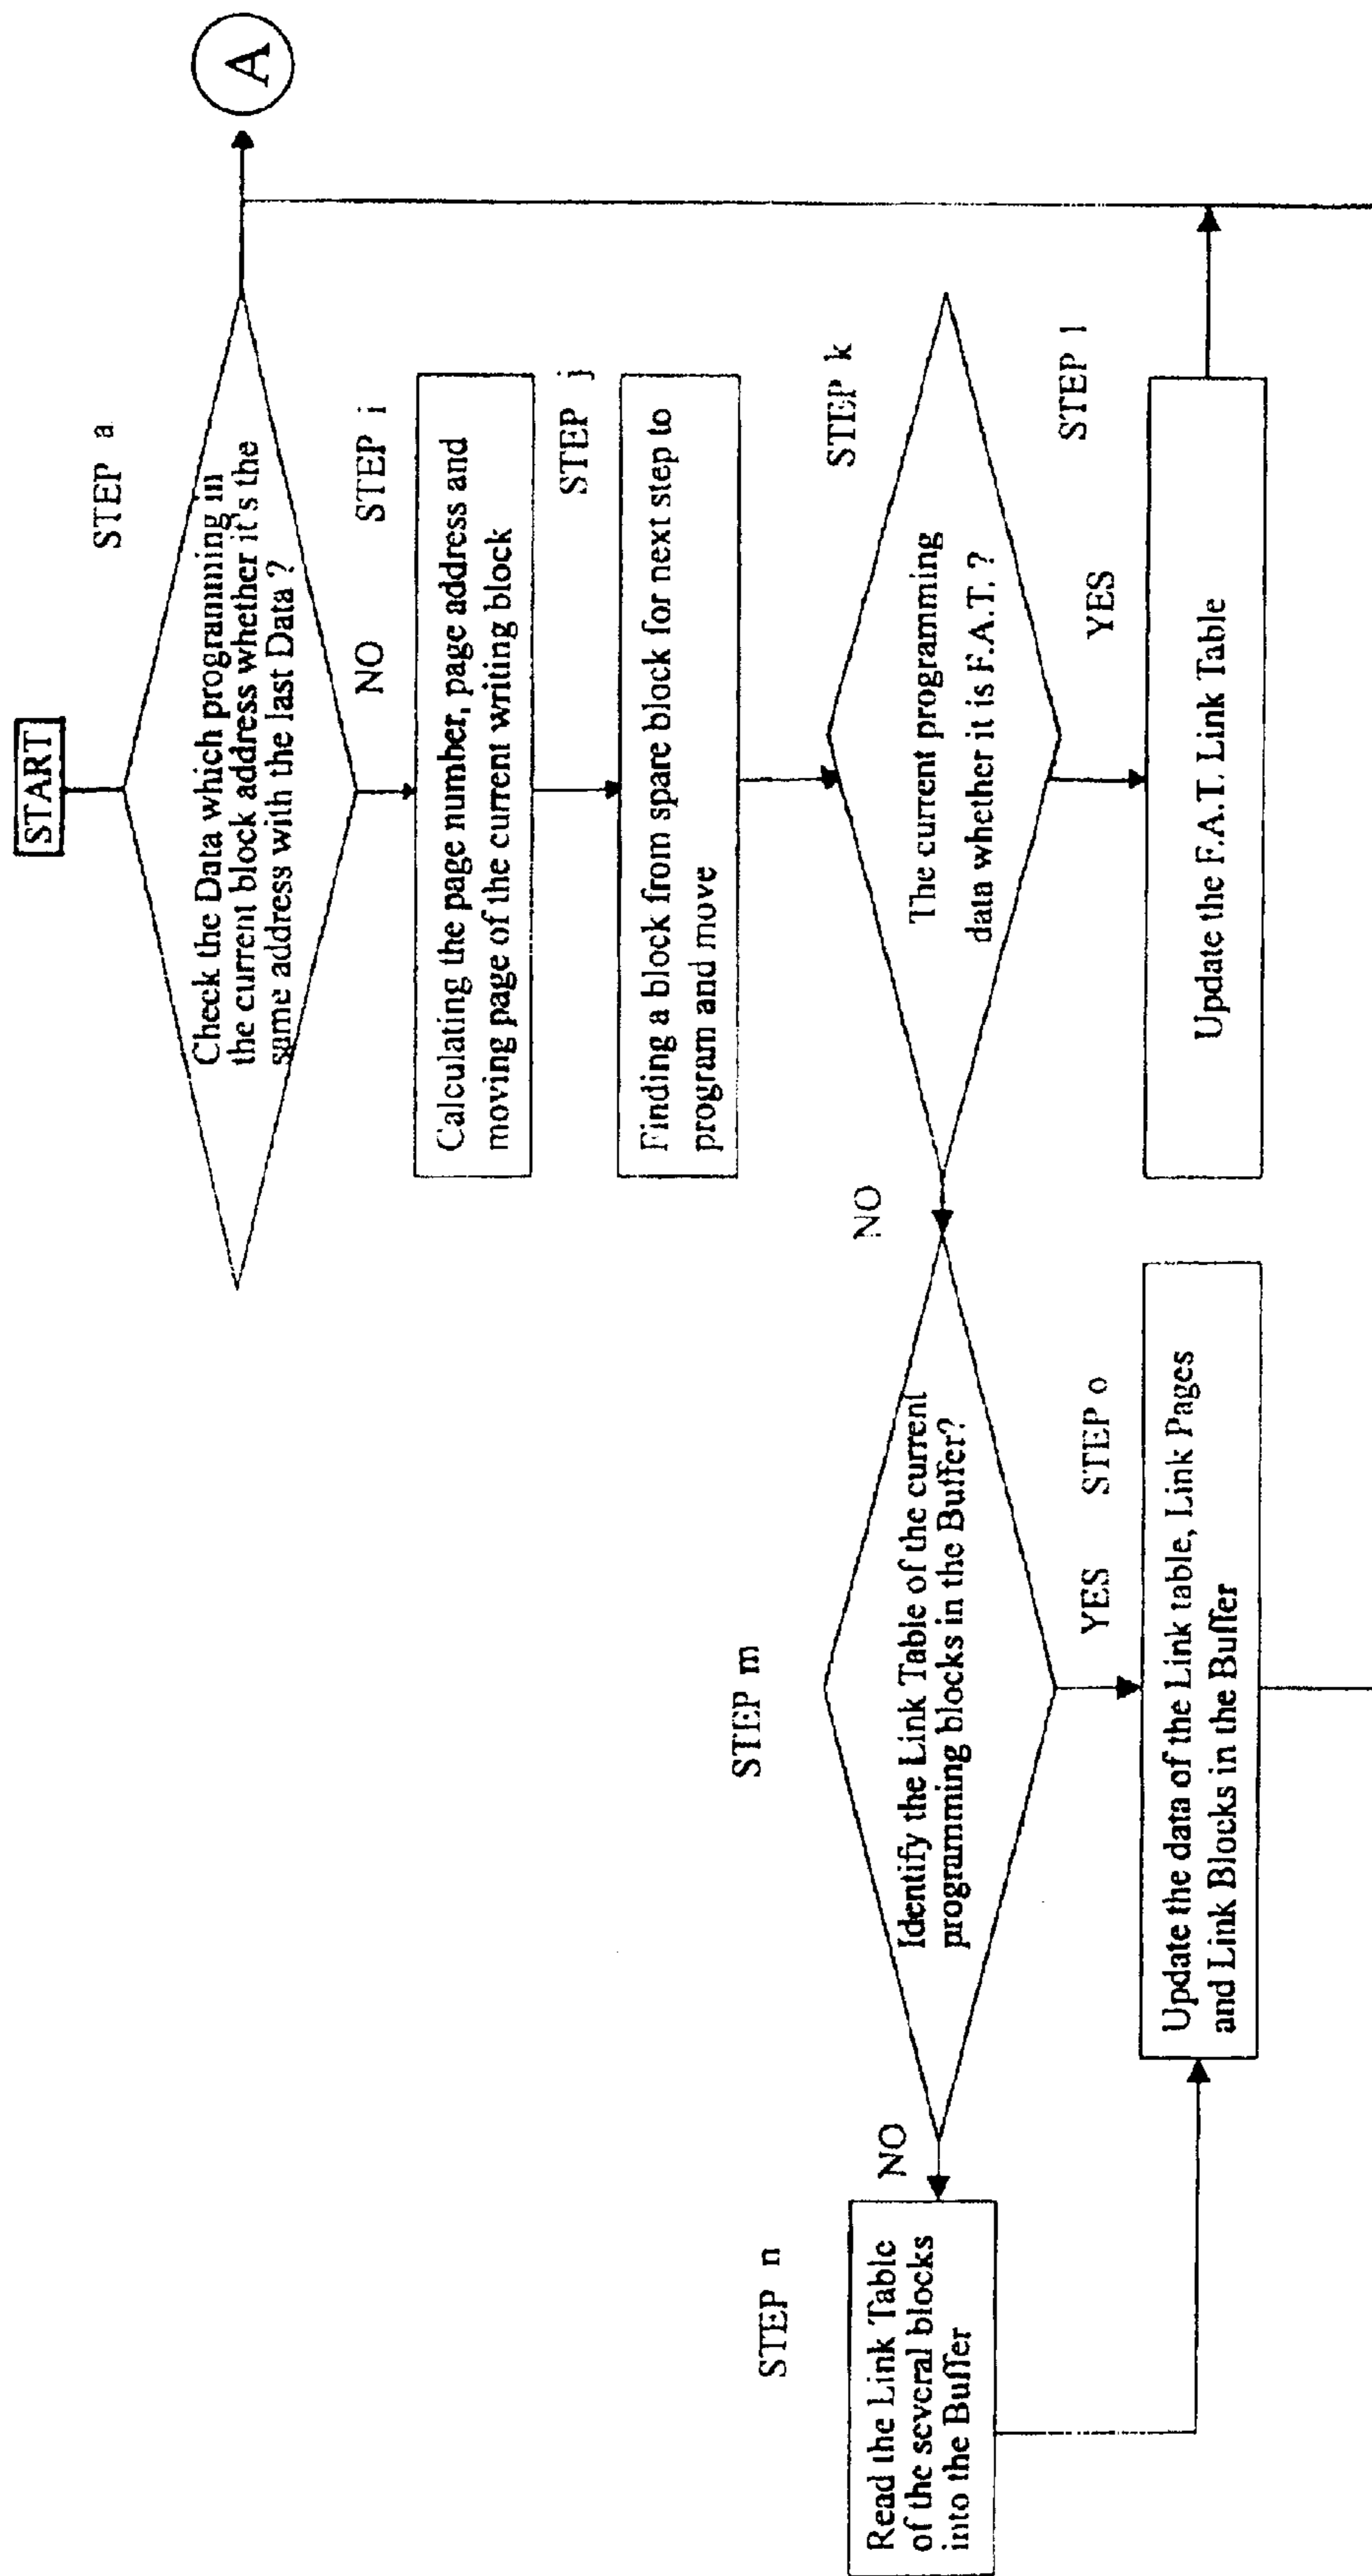 START
STEP a
Check the Data which programming in
the current block address whether it's the
same address with the last Data ?
A
NO
STEP i
Calculating the page number, page address and
moving page of the current writing block
STEP j
Finding a block from spare block for next step to
program and move
STEP k
The current programming
data whether it is F.A.T. ?
YES
STEP l
Update the F.A.T. Link Table
NO
STEP m
Identify the Link Table of the current
programming blocks in the Buffer?
YES
STEP o
Update the data of the Link table, Link Pages
and Link Blocks in the Buffer
NO
STEP n
Read the Link Table
of the several blocks
into the Buffer